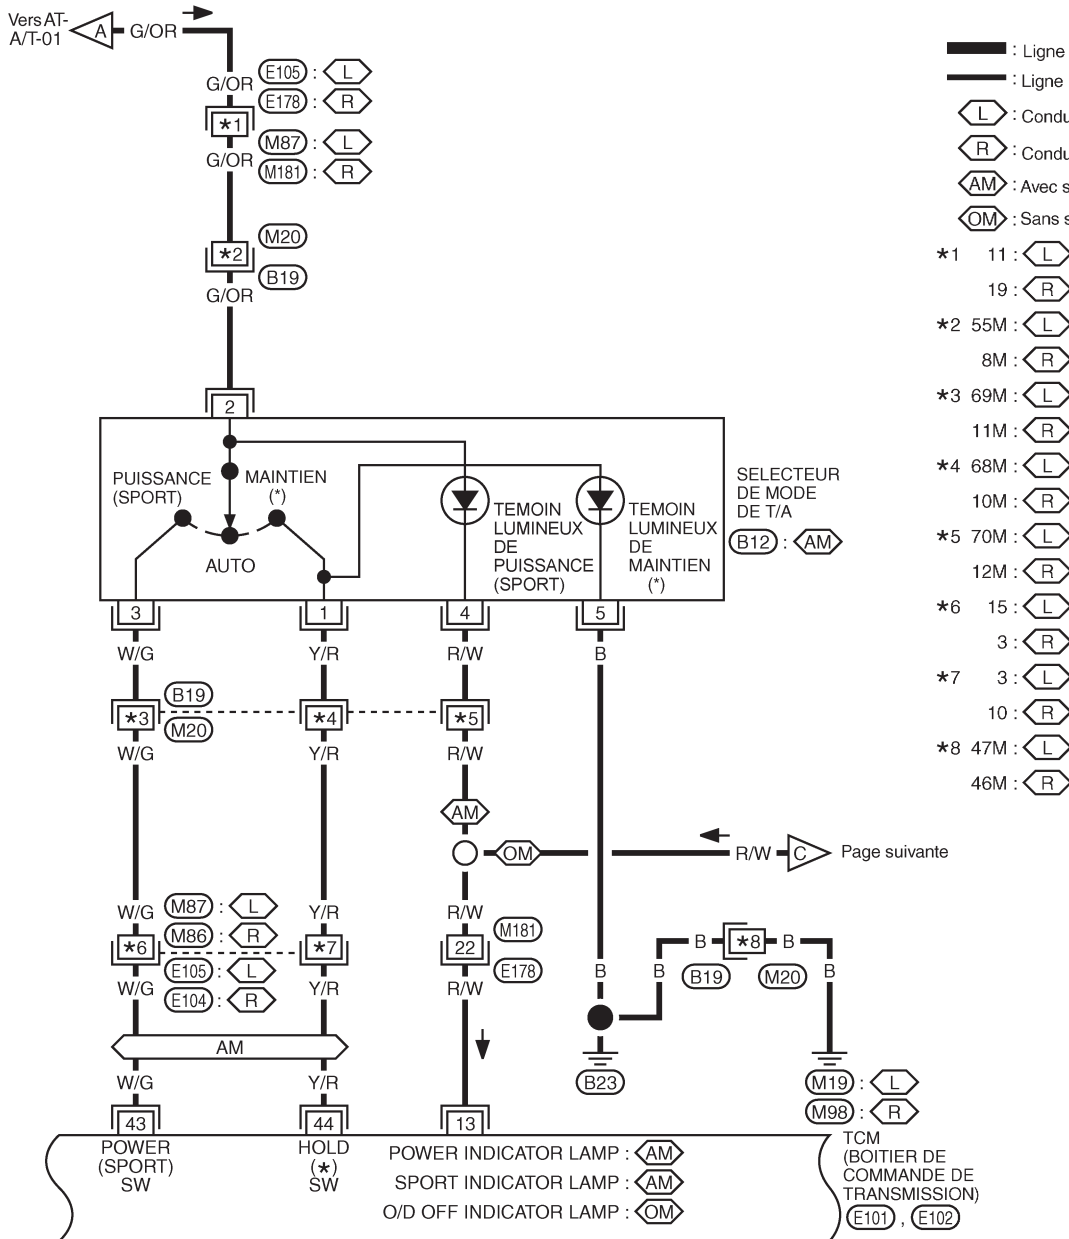 Vers AT-
A/T-01
A
G/OR
G/OR
E105 : L
E178 : R
★1
M87 : L
M181 : R
G/OR
★2
M20
B19
G/OR
2
PUISSANCE
(SPORT)
MAINTIEN
(*)
AUTO
TEMOIN
LUMINEUX
DE
PUISSANCE
(SPORT)
TEMOIN
LUMINEUX
DE
MAINTIEN
(*)
SELECTEUR
DE MODE
DE T/A
B12 : AM
3 1 4 5
W/G Y/R R/W B
B19
★3 ★4 ★5
M20
W/G Y/R R/W
AM
OM
R/W
C
Page suivante
W/G
M87 : L
M86 : R
Y/R R/W
★6 ★7 22
M181
E178
E105 : L
E104 : R
W/G Y/R R/W
B
B
B
★8
B
B
B19
M20
AM
W/G Y/R
B23
M19 : L
M98 : R
43 44 13
POWER
(SPORT)
SW
HOLD
(★)
SW
POWER INDICATOR LAMP : AM
SPORT INDICATOR LAMP : AM
O/D OFF INDICATOR LAMP : OM
TCM
(BOITIER DE
COMMANDE DE
TRANSMISSION)
E101 , E102
: Ligne
: Ligne
L : Condu
R : Condu
AM : Avec s
OM : Sans s
★1 11 : L
19 : R
★2 55M : L
8M : R
★3 69M : L
11M : R
★4 68M : L
10M : R
★5 70M : L
12M : R
★6 15 : L
3 : R
★7 3 : L
10 : R
★8 47M : L
46M : R